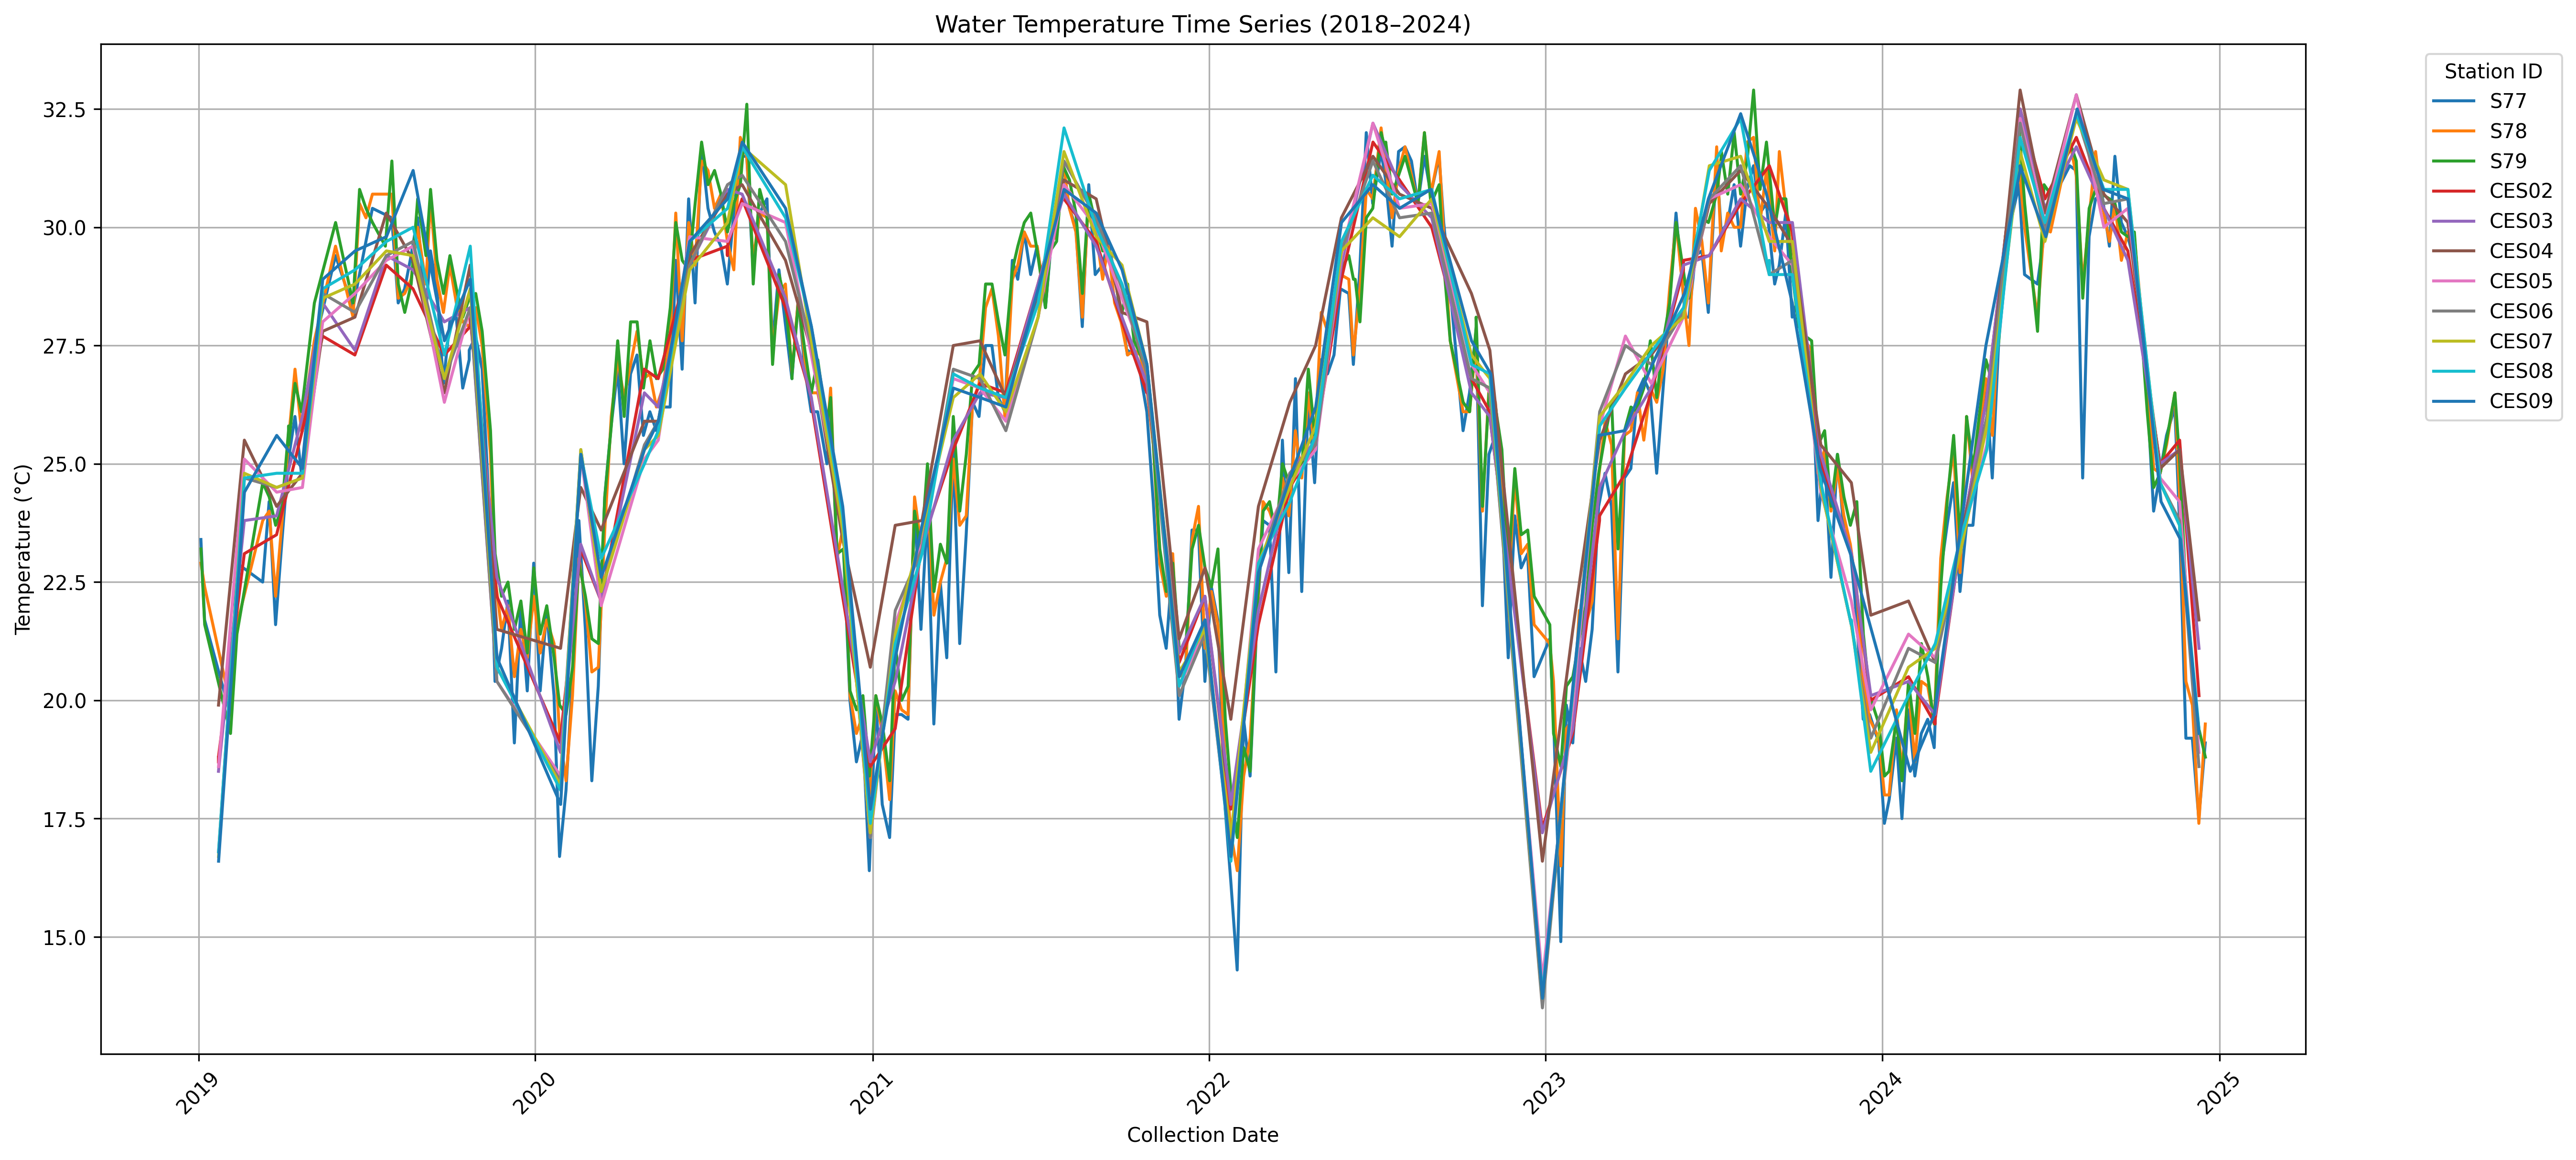 Water Temperature Time Series (2018–2024)
Temperature (°C)
32.5
30.0
27.5
25.0
22.5
20.0
17.5
15.0
2019
2020
2021
2022
2023
2024
2025
Collection Date
Station ID
S77
S78
S79
CES02
CES03
CES04
CES05
CES06
CES07
CES08
CES09